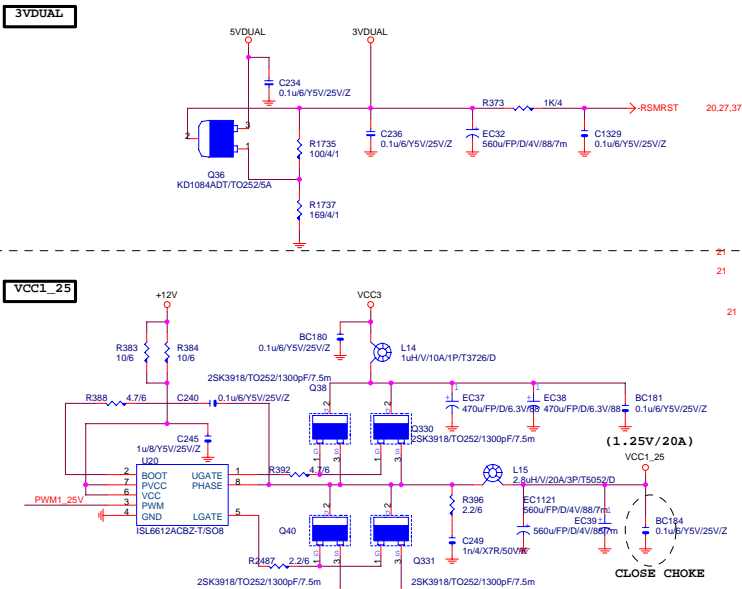 3VDUAL
5VDUAL
3VDUAL
C234
0.1u/6/Y5V/25V/Z
R373
1K/4
-RSMRST
20,27,37
3
2
1
R1735
100/4/1
C236
0.1u/6/Y5V/25V/Z
EC32
560u/FP/D/4V/88/7m
C1329
0.1u/6/Y5V/25V/Z
Q36
KD1084ADT/TO252/5A
R1737
169/4/1
21
21
VCC1_25
+12V
VCC3
21
R383
10/6
R384
10/6
BC180
0.1u/6/Y5V/25V/Z
L14
1uH/V/10A/1P/T3726/D
2SK3918/TO252/1300pF/7.5m
Q38
R388
4.7/6
C240
0.1u/6/Y5V/25V/Z
EC37
470u/FP/D/6.3V/88
EC38
470u/FP/D/6.3V/88
BC181
0.1u/6/Y5V/25V/Z
Q330
2SK3918/TO252/1300pF/7.5m
C245
1u/8/Y5V/25V/Z
(1.25V/20A)
VCC1_25
U20
R392
4.7/6
L15
2.8uH/V/20A/3P/T5052/D
2 BOOT UGATE 1
7 PVCC PHASE 8
6 VCC
PWM1_25V 3 PWM
4 GND LGATE 5
ISL6612ACBZ-T/SO8
R396
2.2/6
EC1121
560u/FP/D/4V/88/7m
EC39
560u/FP/D/4V/88/7m
BC184
0.1u/6/Y5V/25V/Z
Q40
C249
1n/4/X7R/50V/K
R2487
2.2/6
Q331
2SK3918/TO252/1300pF/7.5m
2SK3918/TO252/1300pF/7.5m
CLOSE CHOKE